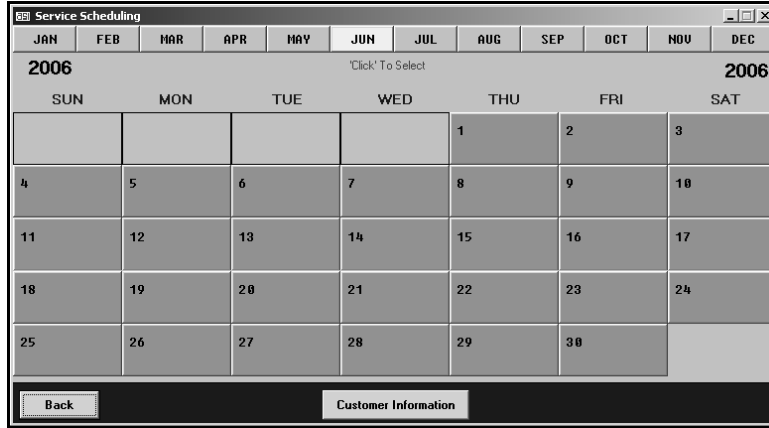 Service Scheduling
JAN FEB MAR APR MAY JUN JUL AUG SEP OCT NOV DEC
2006 'Click' To Select 2006
SUN MON TUE WED THU FRI SAT
1 2 3
4 5 6 7 8 9 10
11 12 13 14 15 16 17
18 19 20 21 22 23 24
25 26 27 28 29 30
Back Customer Information